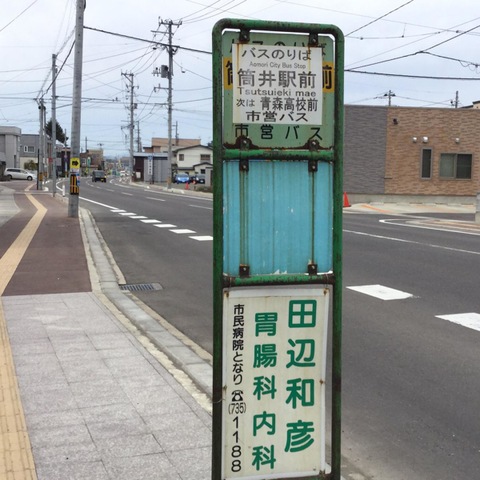 バスのりば
Aomori City Bus Stop
筒井駅前
Tsutsuieki mae
次は 青森高校前
市営バス
市営バス
田辺和彦
胃腸科内科
市民病院となり☎(735)1188